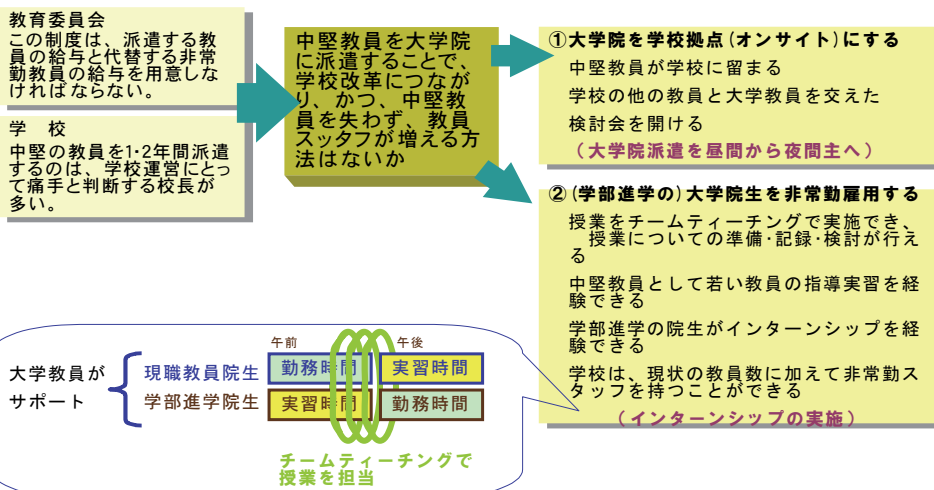 教育委員会
この制度は、派遣する教
員の給与と代替する非常
勤教員の給与を用意しな
ければならない。
学　校
中堅の教員を1・2年間派遣
するのは、学校運営にとっ
て痛手と判断する校長が
多い。
中堅教員を大学院
に派遣することで、
学校改革につなが
り、かつ、中堅教
員を失わず、教員
スッタフが増える方
法はないか
①大学院を学校拠点(オンサイト)にする
中堅教員が学校に留まる
学校の他の教員と大学教員を交えた
検討会を開ける
(大学院派遣を昼間から夜間主へ)
②(学部進学の)大学院生を非常勤雇用する
授業をチームティーチングで実施でき、
授業についての準備・記録・検討が行え
る
中堅教員として若い教員の指導実習を経
験できる
学部進学の院生がインターンシップを経
験できる
学校は、現状の教員数に加えて非常勤ス
タッフを持つことができる
(インターンシップの実施)
午前 午後
大学教員が
サポート
現職教員院生 勤務時間 実習時間
学部進学院生 実習時間 勤務時間
チームティーチングで
授業を担当